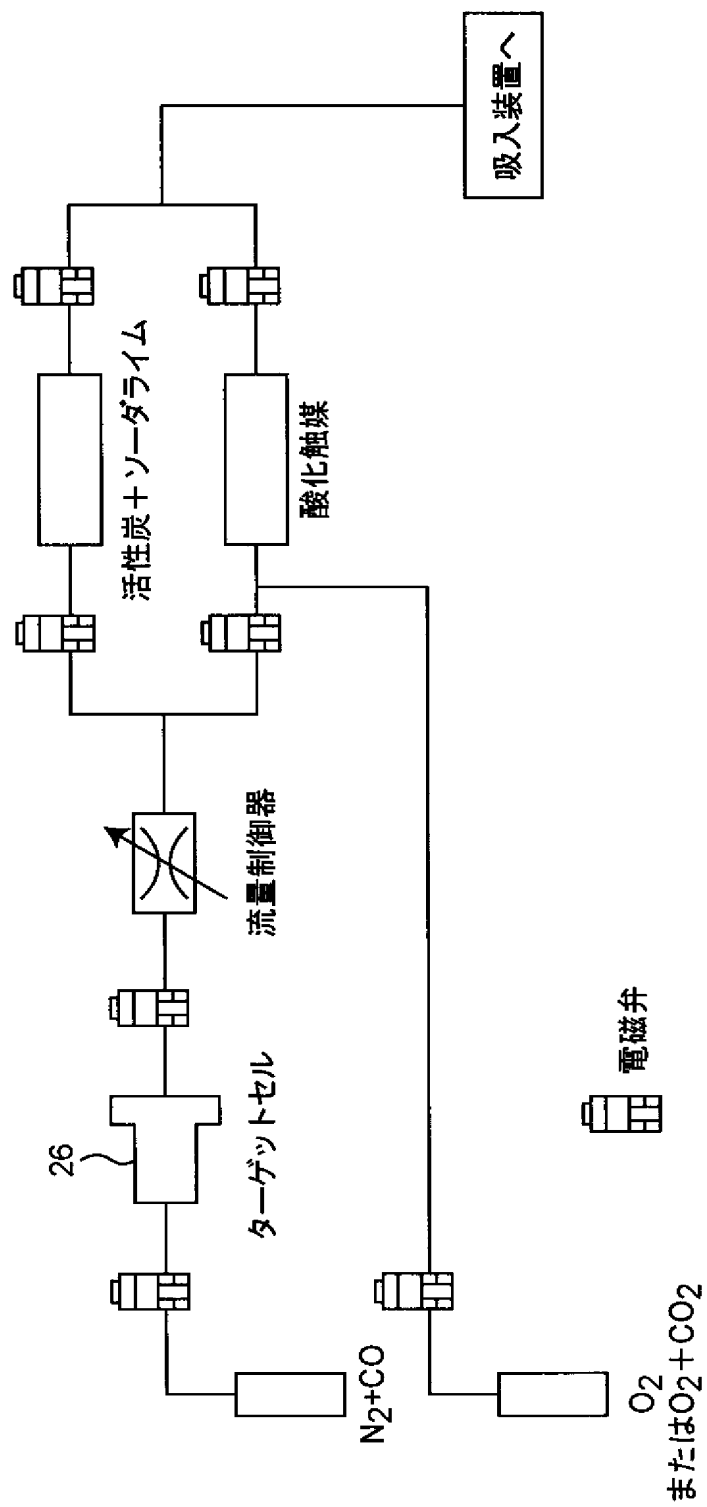 26
ターゲットセル
流量制御器
活性炭+ソーダライム
酸化触媒
吸入装置へ
N2+CO
O2
またはO2+CO2
電磁弁